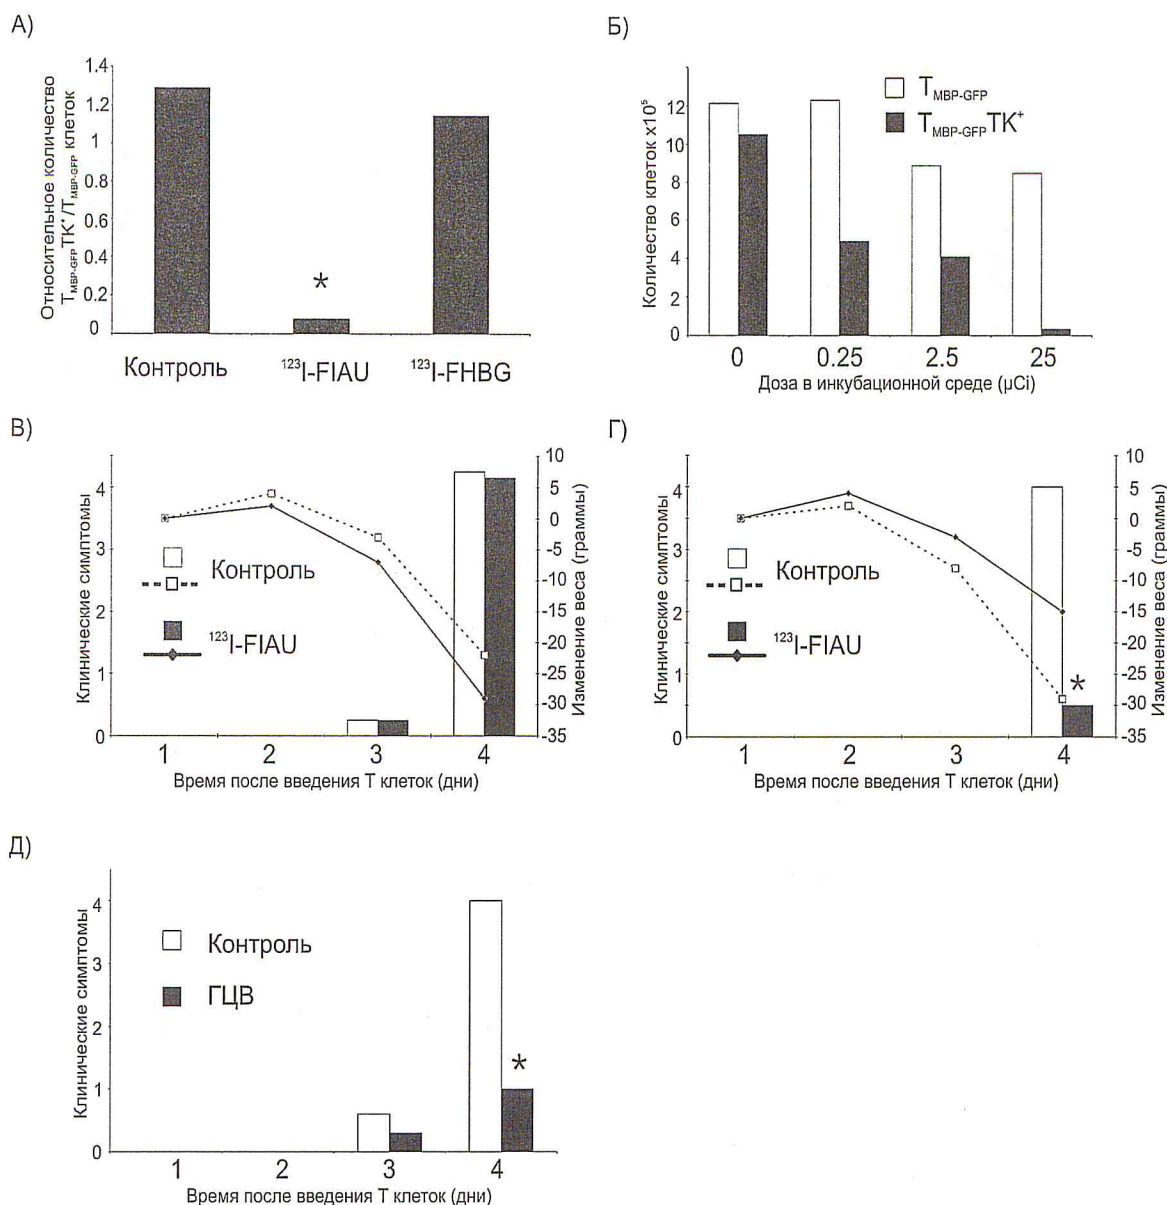 А)
Относительное количество
T_MBP-GFP TK⁺/T_MBP-GFP клеток
1.4
1.2
1
0.8
0.6
0.4
0.2
0
*
Контроль
¹²³I-FIAU
¹²³I-FHBG
Б)
Количество клеток x10⁵
12
10
8
6
4
2
0
T_MBP-GFP
T_MBP-GFP TK⁺
0
0.25
2.5
25
Доза в инкубационной среде (µCi)
В)
Клинические симптомы
4
3
2
1
0
Контроль
¹²³I-FIAU
10
5
0
-5
-10
-15
-20
-25
-30
-35
Изменение веса (граммы)
1
2
3
4
Время после введения Т клеток (дни)
Г)
Клинические симптомы
4
3
2
1
0
Контроль
¹²³I-FIAU
*
10
5
0
-5
-10
-15
-20
-25
-30
-35
Изменение веса (граммы)
1
2
3
4
Время после введения Т клеток (дни)
Д)
Клинические симптомы
4
3
2
1
0
Контроль
ГЦВ
*
1
2
3
4
Время после введения Т клеток (дни)